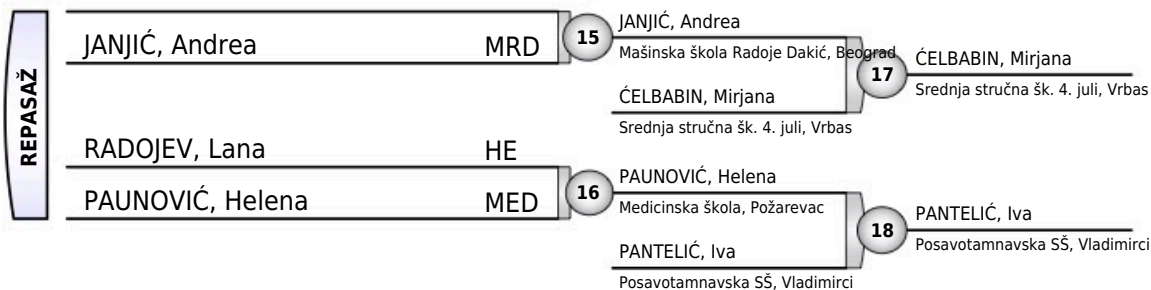 REPASAŽ
JANJIĆ, Andrea MRD
RADOJEV, Lana HE
PAUNOVIĆ, Helena MED
15
JANJIĆ, Andrea
Mašinska škola Radoje Dakić, Beograd
ĆELBABIN, Mirjana
Srednja stručna šk. 4. juli, Vrbas
16
PAUNOVIĆ, Helena
Medicinska škola, Požarevac
PANTELIĆ, Iva
Posavotamnavska SŠ, Vladimirci
17
ĆELBABIN, Mirjana
Srednja stručna šk. 4. juli, Vrbas
18
PANTELIĆ, Iva
Posavotamnavska SŠ, Vladimirci